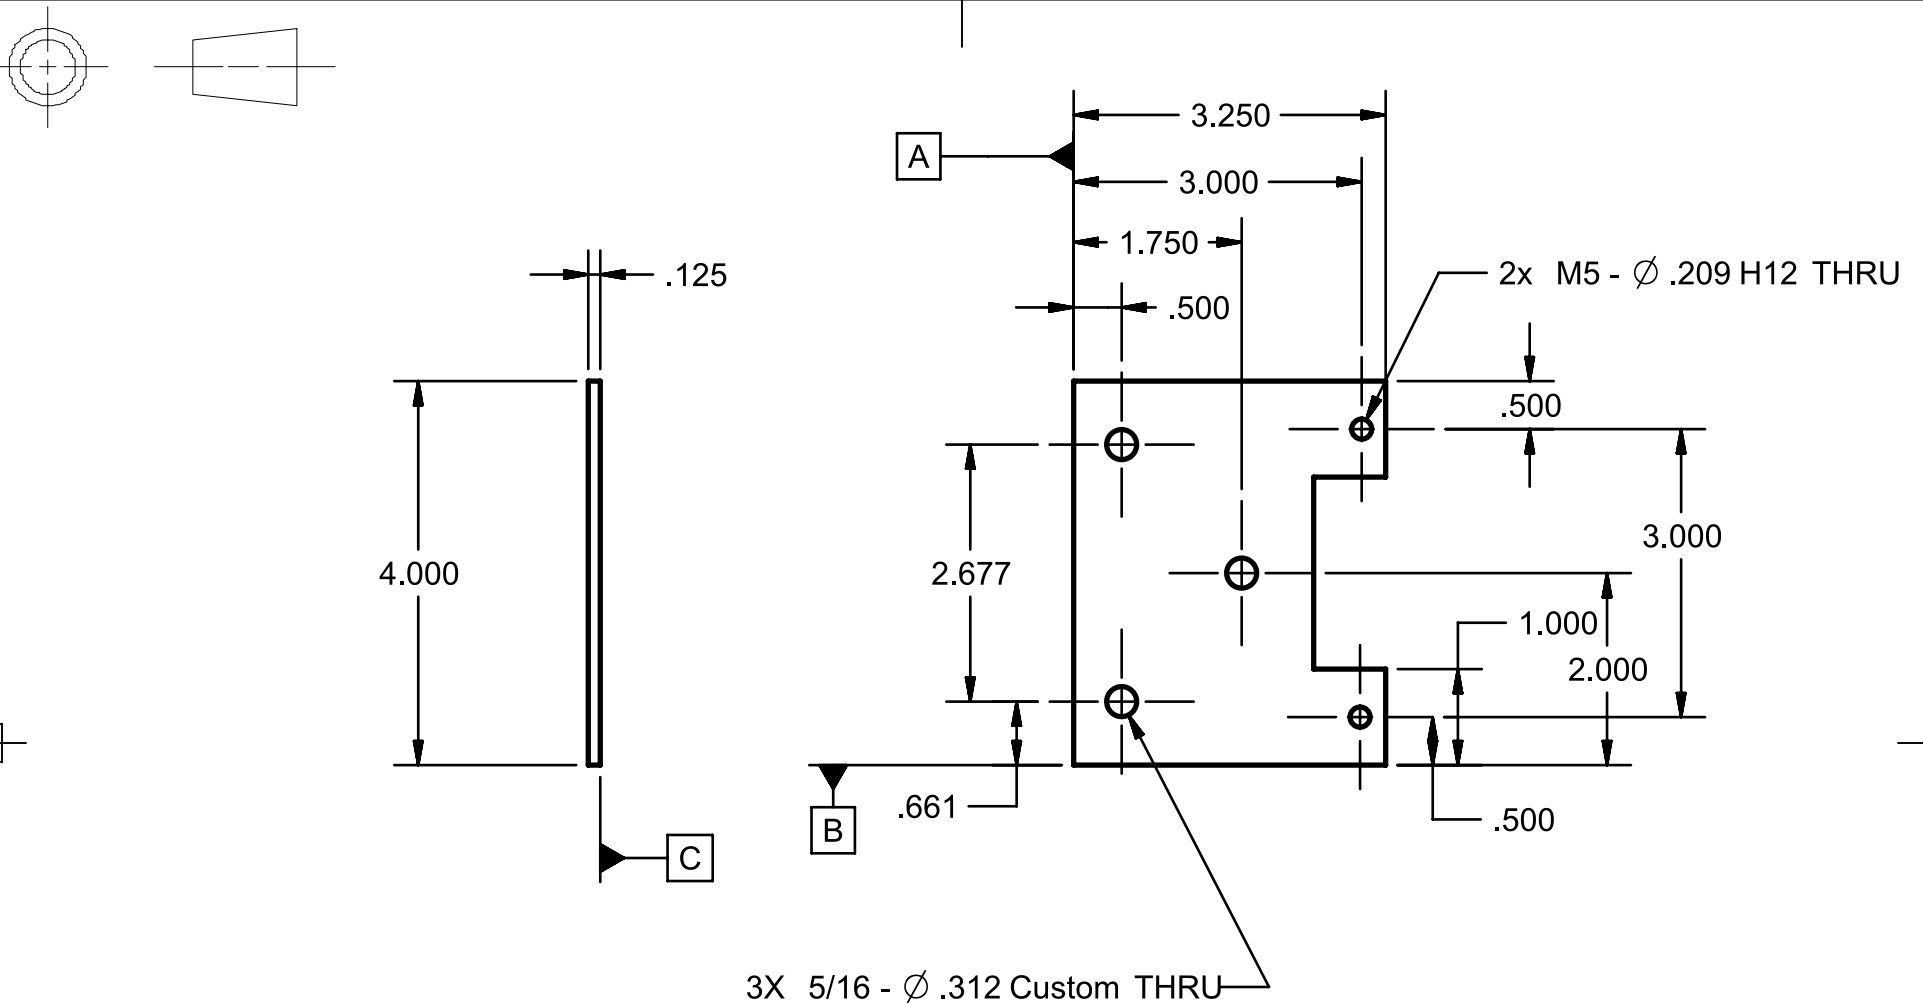 3.250
A
3.000
1.750
2x M5 - ∅ .209 H12 THRU
.125
.500
.500
3.000
4.000
2.677
1.000
2.000
.661
.500
B
C
3X 5/16 - ∅ .312 Custom THRU